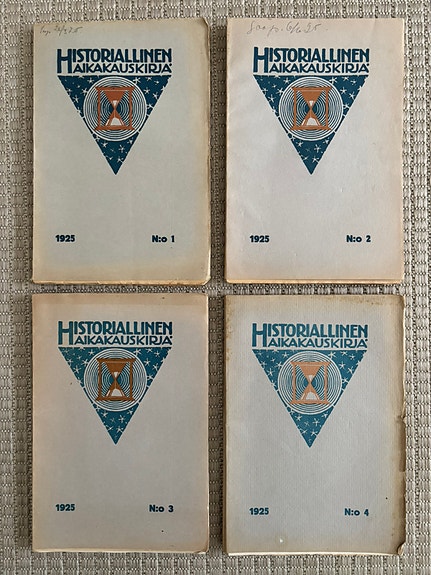 HISTORIALLINEN
AIKAKAUSKIRJA
1925 N:o 1
HISTORIALLINEN
AIKAKAUSKIRJA
1925 N:o 2
HISTORIALLINEN
AIKAKAUSKIRJA
1925 N:o 3
HISTORIALLINEN
AIKAKAUSKIRJA
1925 N:o 4